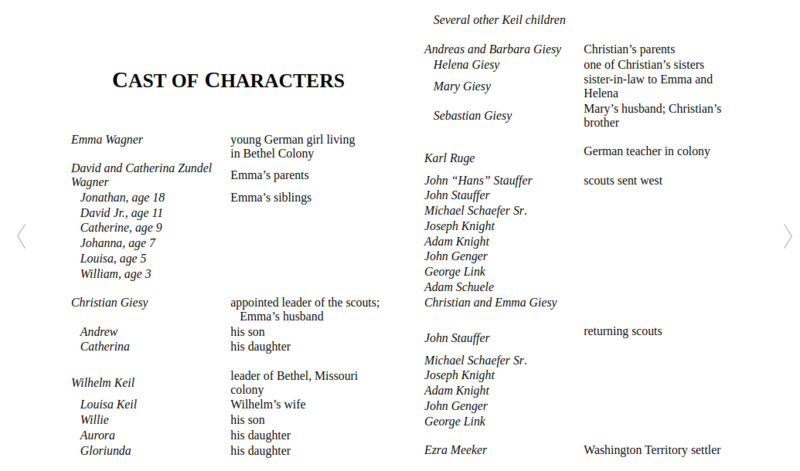 CAST OF CHARACTERS
Emma Wagner young German girl living
in Bethel Colony
David and Catherina Zundel
Wagner Emma’s parents
Jonathan, age 18 Emma’s siblings
David Jr., age 11
Catherine, age 9
Johanna, age 7
Louisa, age 5
William, age 3
Christian Giesy appointed leader of the scouts;
Emma’s husband
Andrew his son
Catherina his daughter
Wilhelm Keil leader of Bethel, Missouri
colony
Louisa Keil Wilhelm’s wife
Willie his son
Aurora his daughter
Gloriunda his daughter
Several other Keil children
Andreas and Barbara Giesy Christian’s parents
Helena Giesy one of Christian’s sisters
Mary Giesy sister-in-law to Emma and
Helena
Sebastian Giesy Mary’s husband; Christian’s
brother
Karl Ruge German teacher in colony
John “Hans” Stauffer scouts sent west
John Stauffer
Michael Schaefer Sr.
Joseph Knight
Adam Knight
John Genger
George Link
Adam Schuele
Christian and Emma Giesy
John Stauffer returning scouts
Michael Schaefer Sr.
Joseph Knight
Adam Knight
John Genger
George Link
Ezra Meeker Washington Territory settler